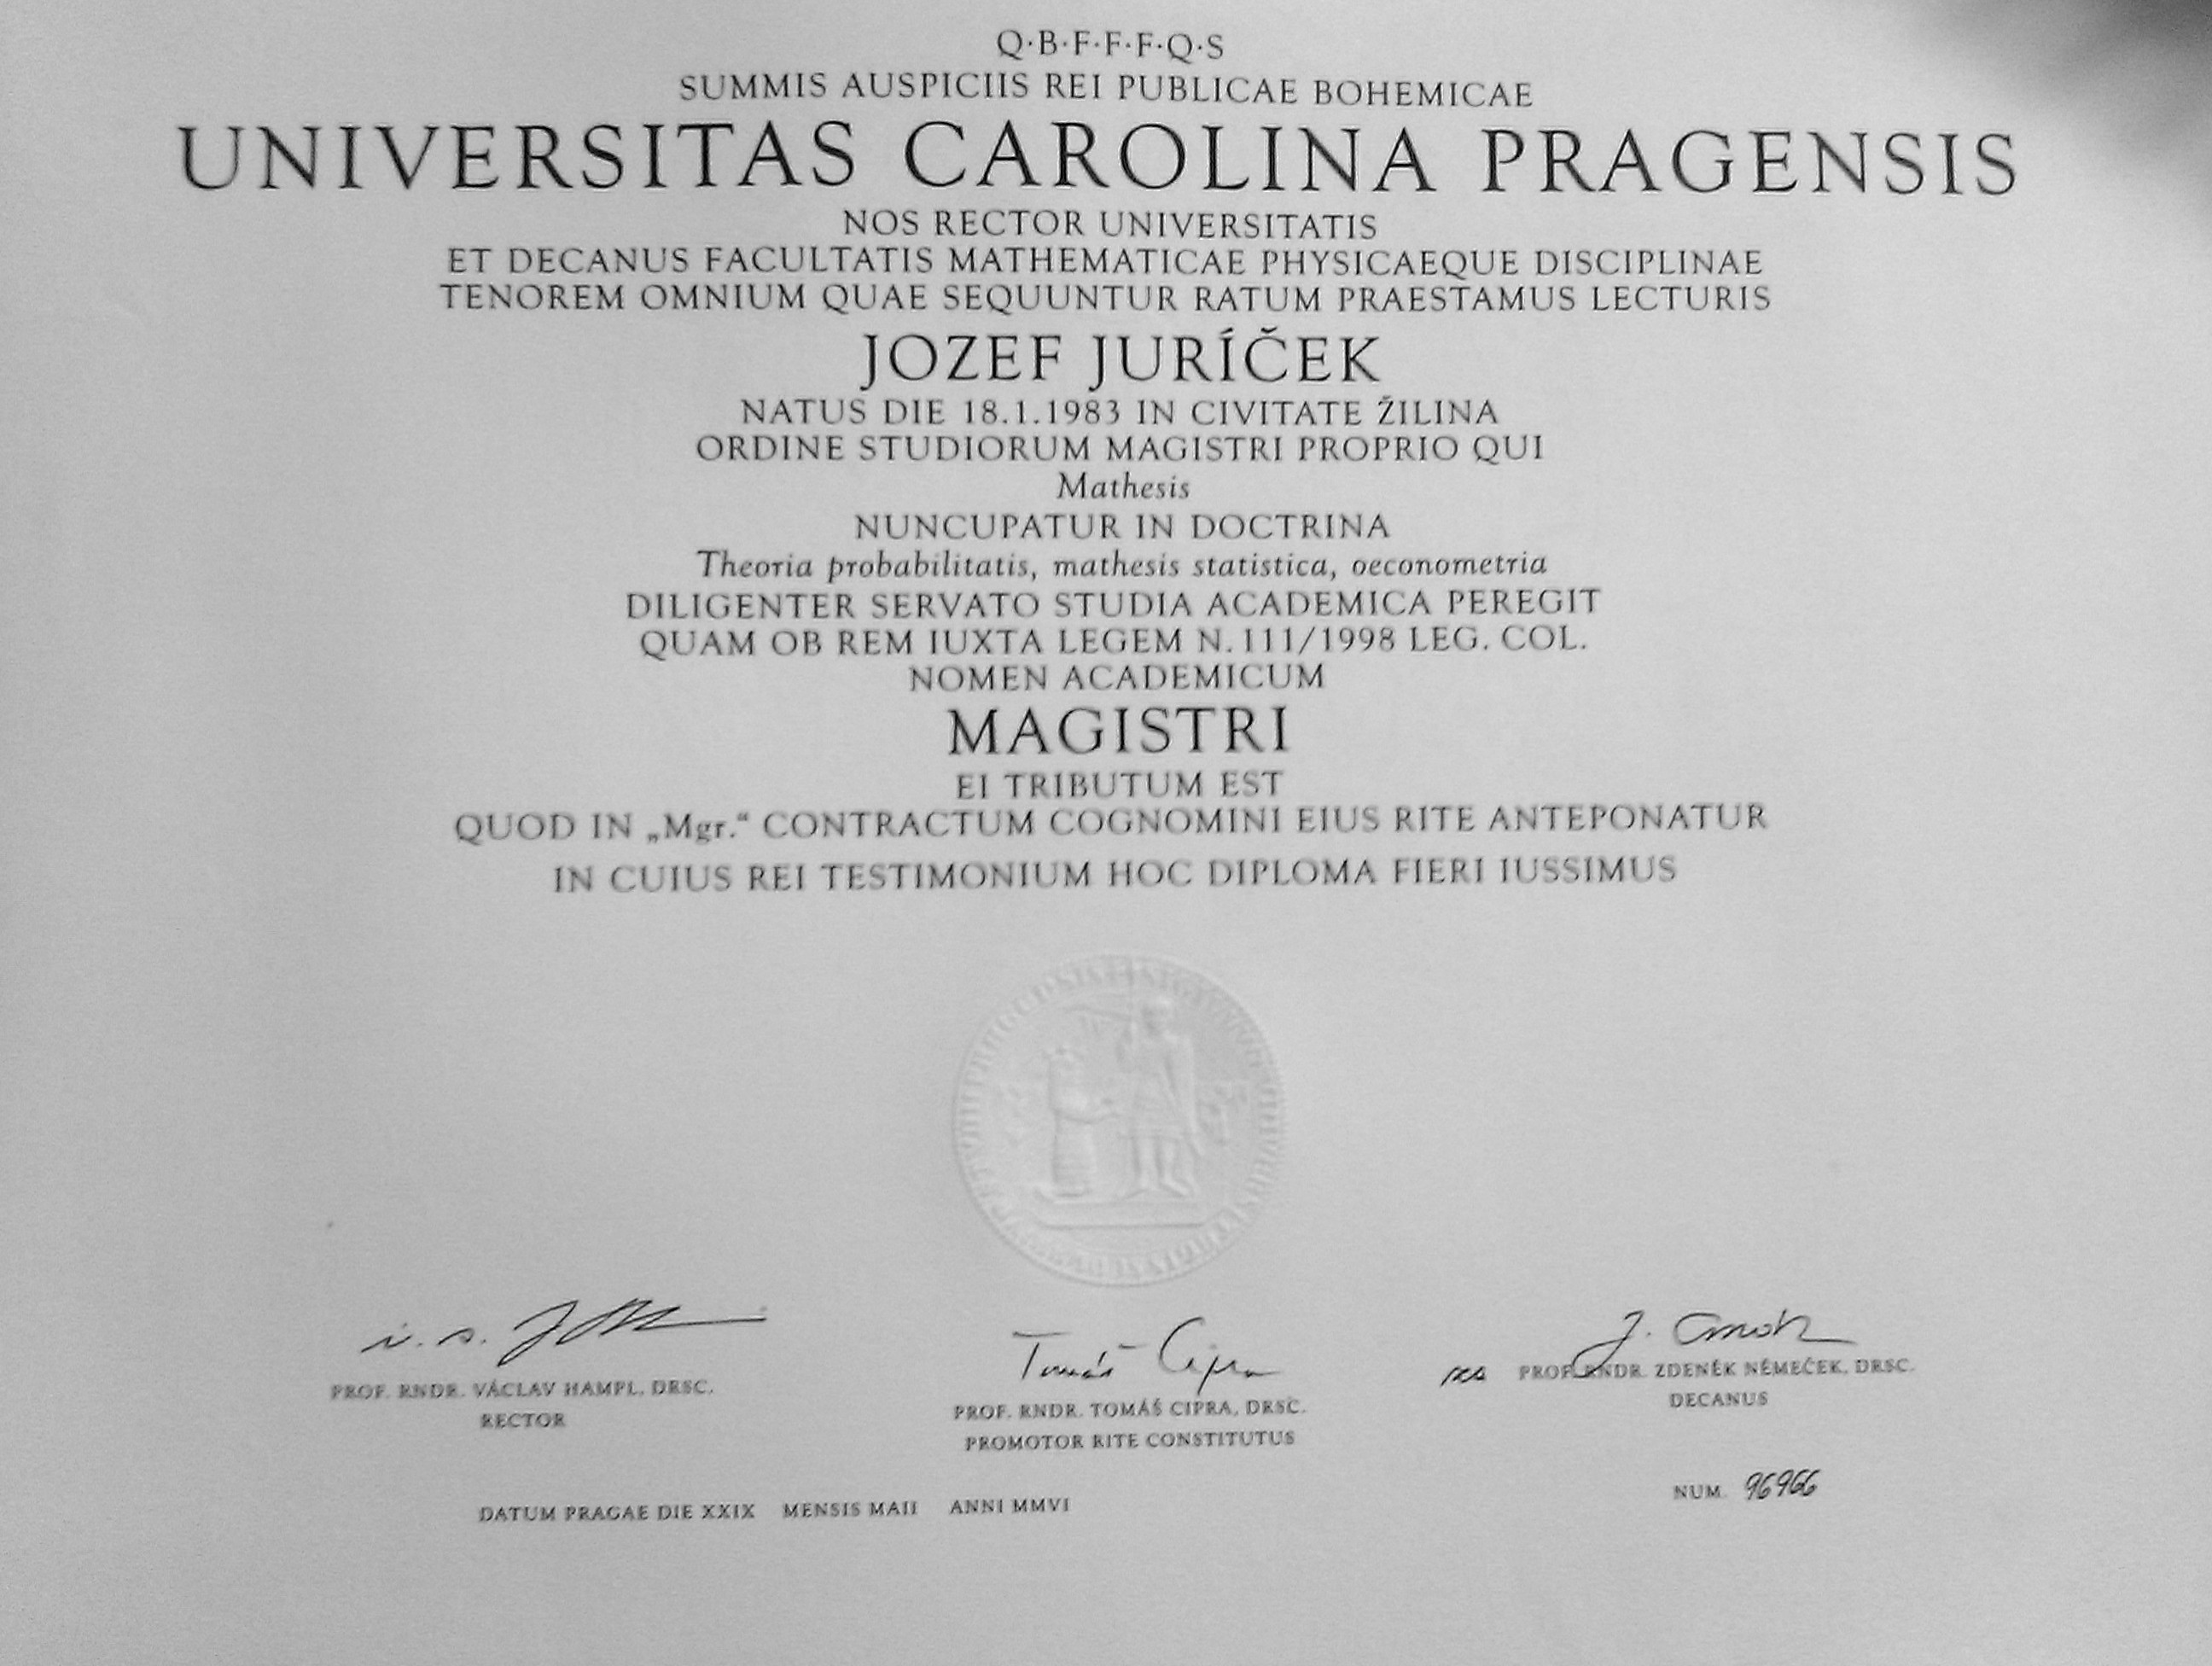 Q·B·F·F·F·Q·S
SUMMIS AUSPICIIS REI PUBLICAE BOHEMICAE
UNIVERSITAS CAROLINA PRAGENSIS
NOS RECTOR UNIVERSITATIS
ET DECANUS FACULTATIS MATHEMATICAE PHYSICAEQUE DISCIPLINAE
TENOREM OMNIUM QUAE SEQUUNTUR RATUM PRAESTAMUS LECTURIS
JOZEF JURÍČEK
NATUS DIE 18.1.1983 IN CIVITATE ŽILINA
ORDINE STUDIORUM MAGISTRI PROPRIO QUI
Mathesis
NUNCUPATUR IN DOCTRINA
Theoria probabilitatis, mathesis statistica, oeconometria
DILIGENTER SERVATO STUDIA ACADEMICA PEREGIT
QUAM OB REM IUXTA LEGEM N. 111/1998 LEG. COL.
NOMEN ACADEMICUM
MAGISTRI
EI TRIBUTUM EST
QUOD IN „Mgr.“ CONTRACTUM COGNOMINI EIUS RITE ANTEPONATUR
IN CUIUS REI TESTIMONIUM HOC DIPLOMA FIERI IUSSIMUS
Tomáš Cipra
PROF. RNDR. VÁCLAV HAMPL, DRSC.
RECTOR
PROF. RNDR. TOMÁŠ CIPRA, DRSC.
PROMOTOR RITE CONSTITUTUS
PROF. RNDR. ZDENĚK NĚMEČEK, DRSC.
DECANUS
NUM. 96966
DATUM PRAGAE DIE XXIX MENSIS MAII ANNI MMVI